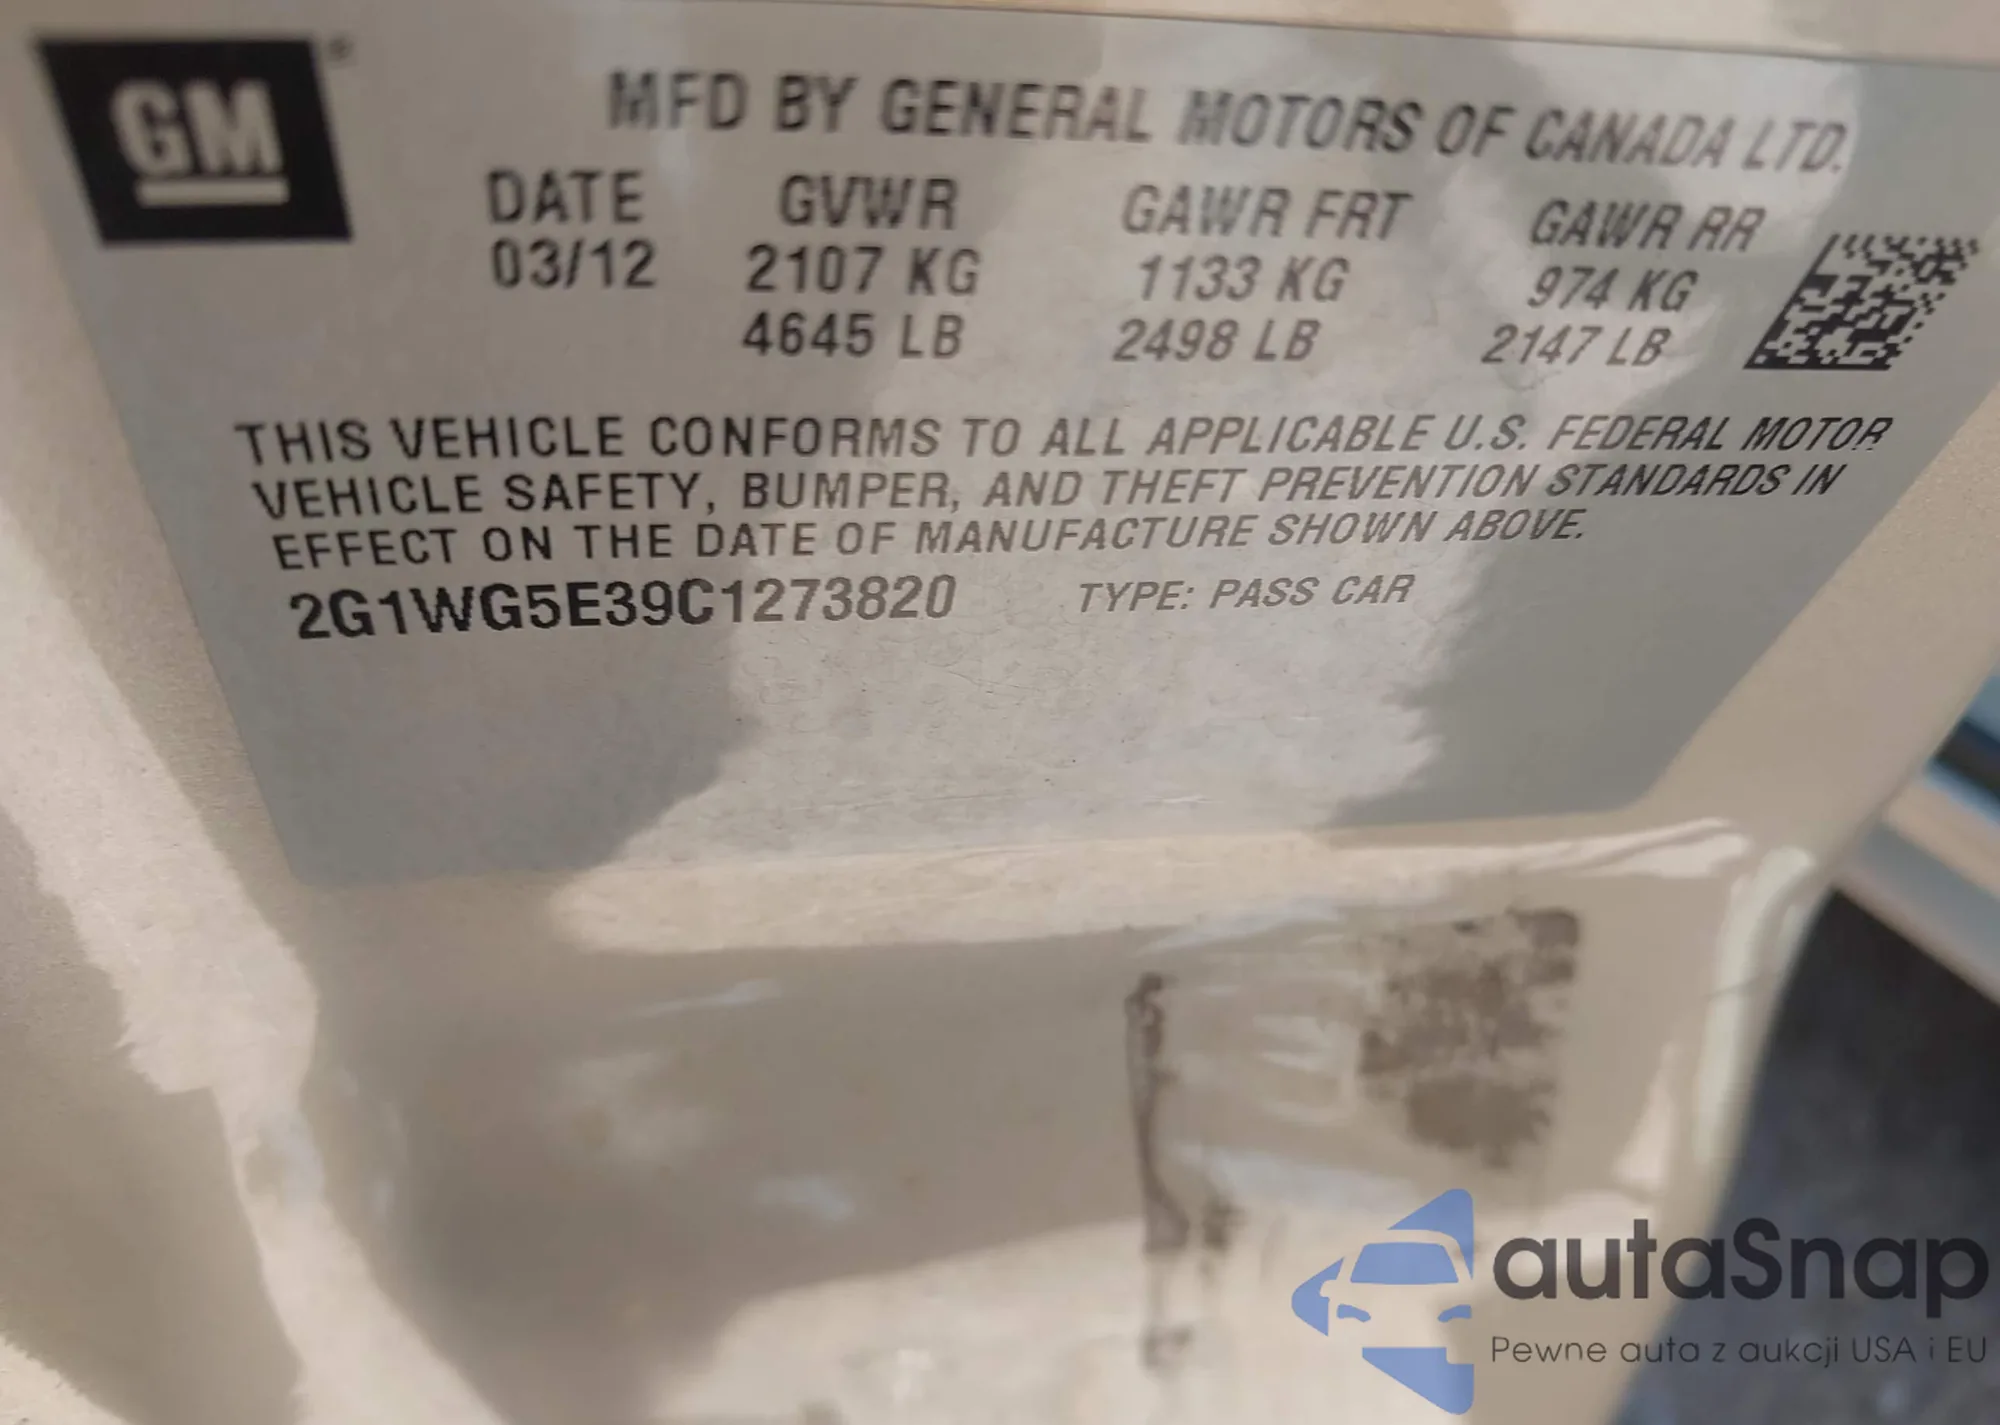 GM
MFD BY GENERAL MOTORS OF CANADA LTD.
DATE GVWR GAWR FRT GAWR RR
03/12 2107 KG 1133 KG 974 KG
4645 LB 2498 LB 2147 LB
THIS VEHICLE CONFORMS TO ALL APPLICABLE U.S. FEDERAL MOTOR
VEHICLE SAFETY, BUMPER, AND THEFT PREVENTION STANDARDS IN
EFFECT ON THE DATE OF MANUFACTURE SHOWN ABOVE.
2G1WG5E39C1273820 TYPE: PASS CAR
autaSnap
Pewne auta z aukcji USA i EU